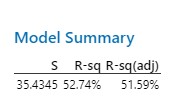 Model Summary
S R-sq R-sq(adj)
35.4345 52.74% 51.59%